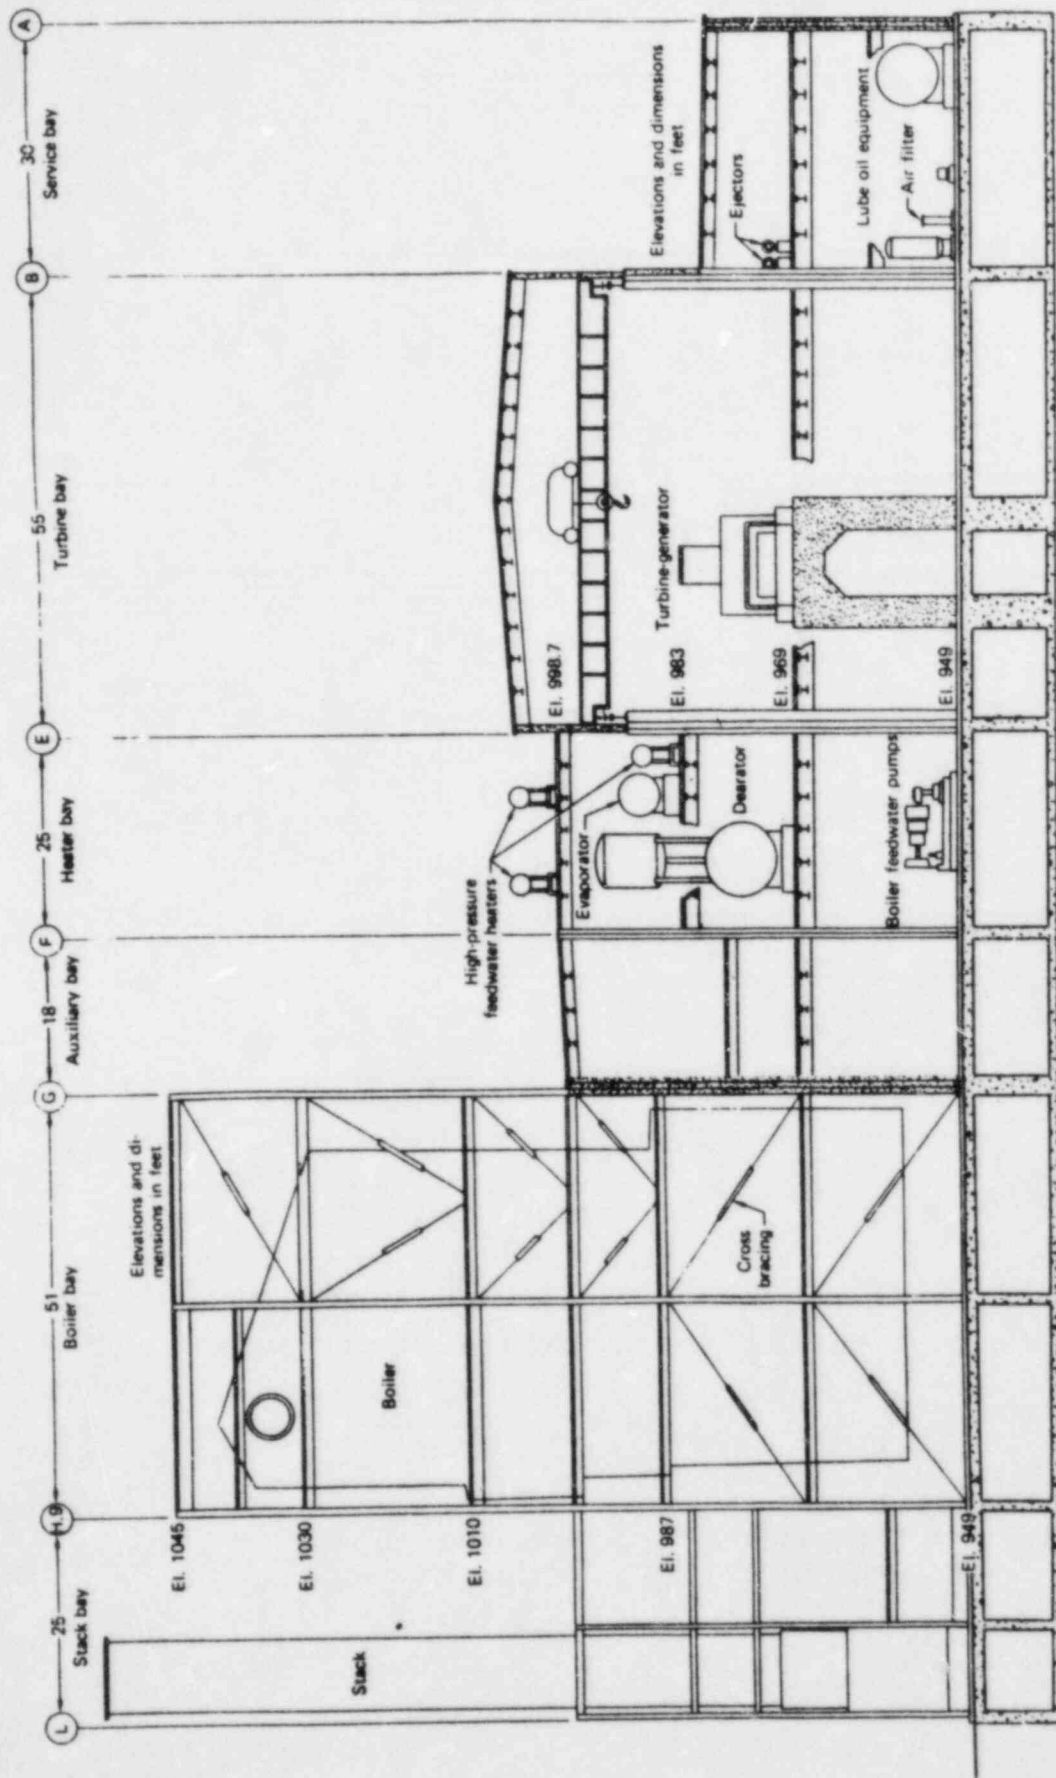 L
25
Stack bay
H.9
51
Boiler bay
G
18
Auxiliary bay
F
25
Heater bay
E
55
Turbine bay
B
30
Service bay
A
Stack
El. 1045
El. 1030
El. 1010
El. 987
El. 949
Elevations and di-
mensions in feet
Boiler
Cross
bracing
High-pressure
feedwater heaters
Evaporator
Dearator
Boiler feedwater pumps
El. 998.7
El. 983
El. 969
El. 949
Turbine-generator
Elevations and dimensions
in feet
Ejectors
Lube oil equipment
Air filter